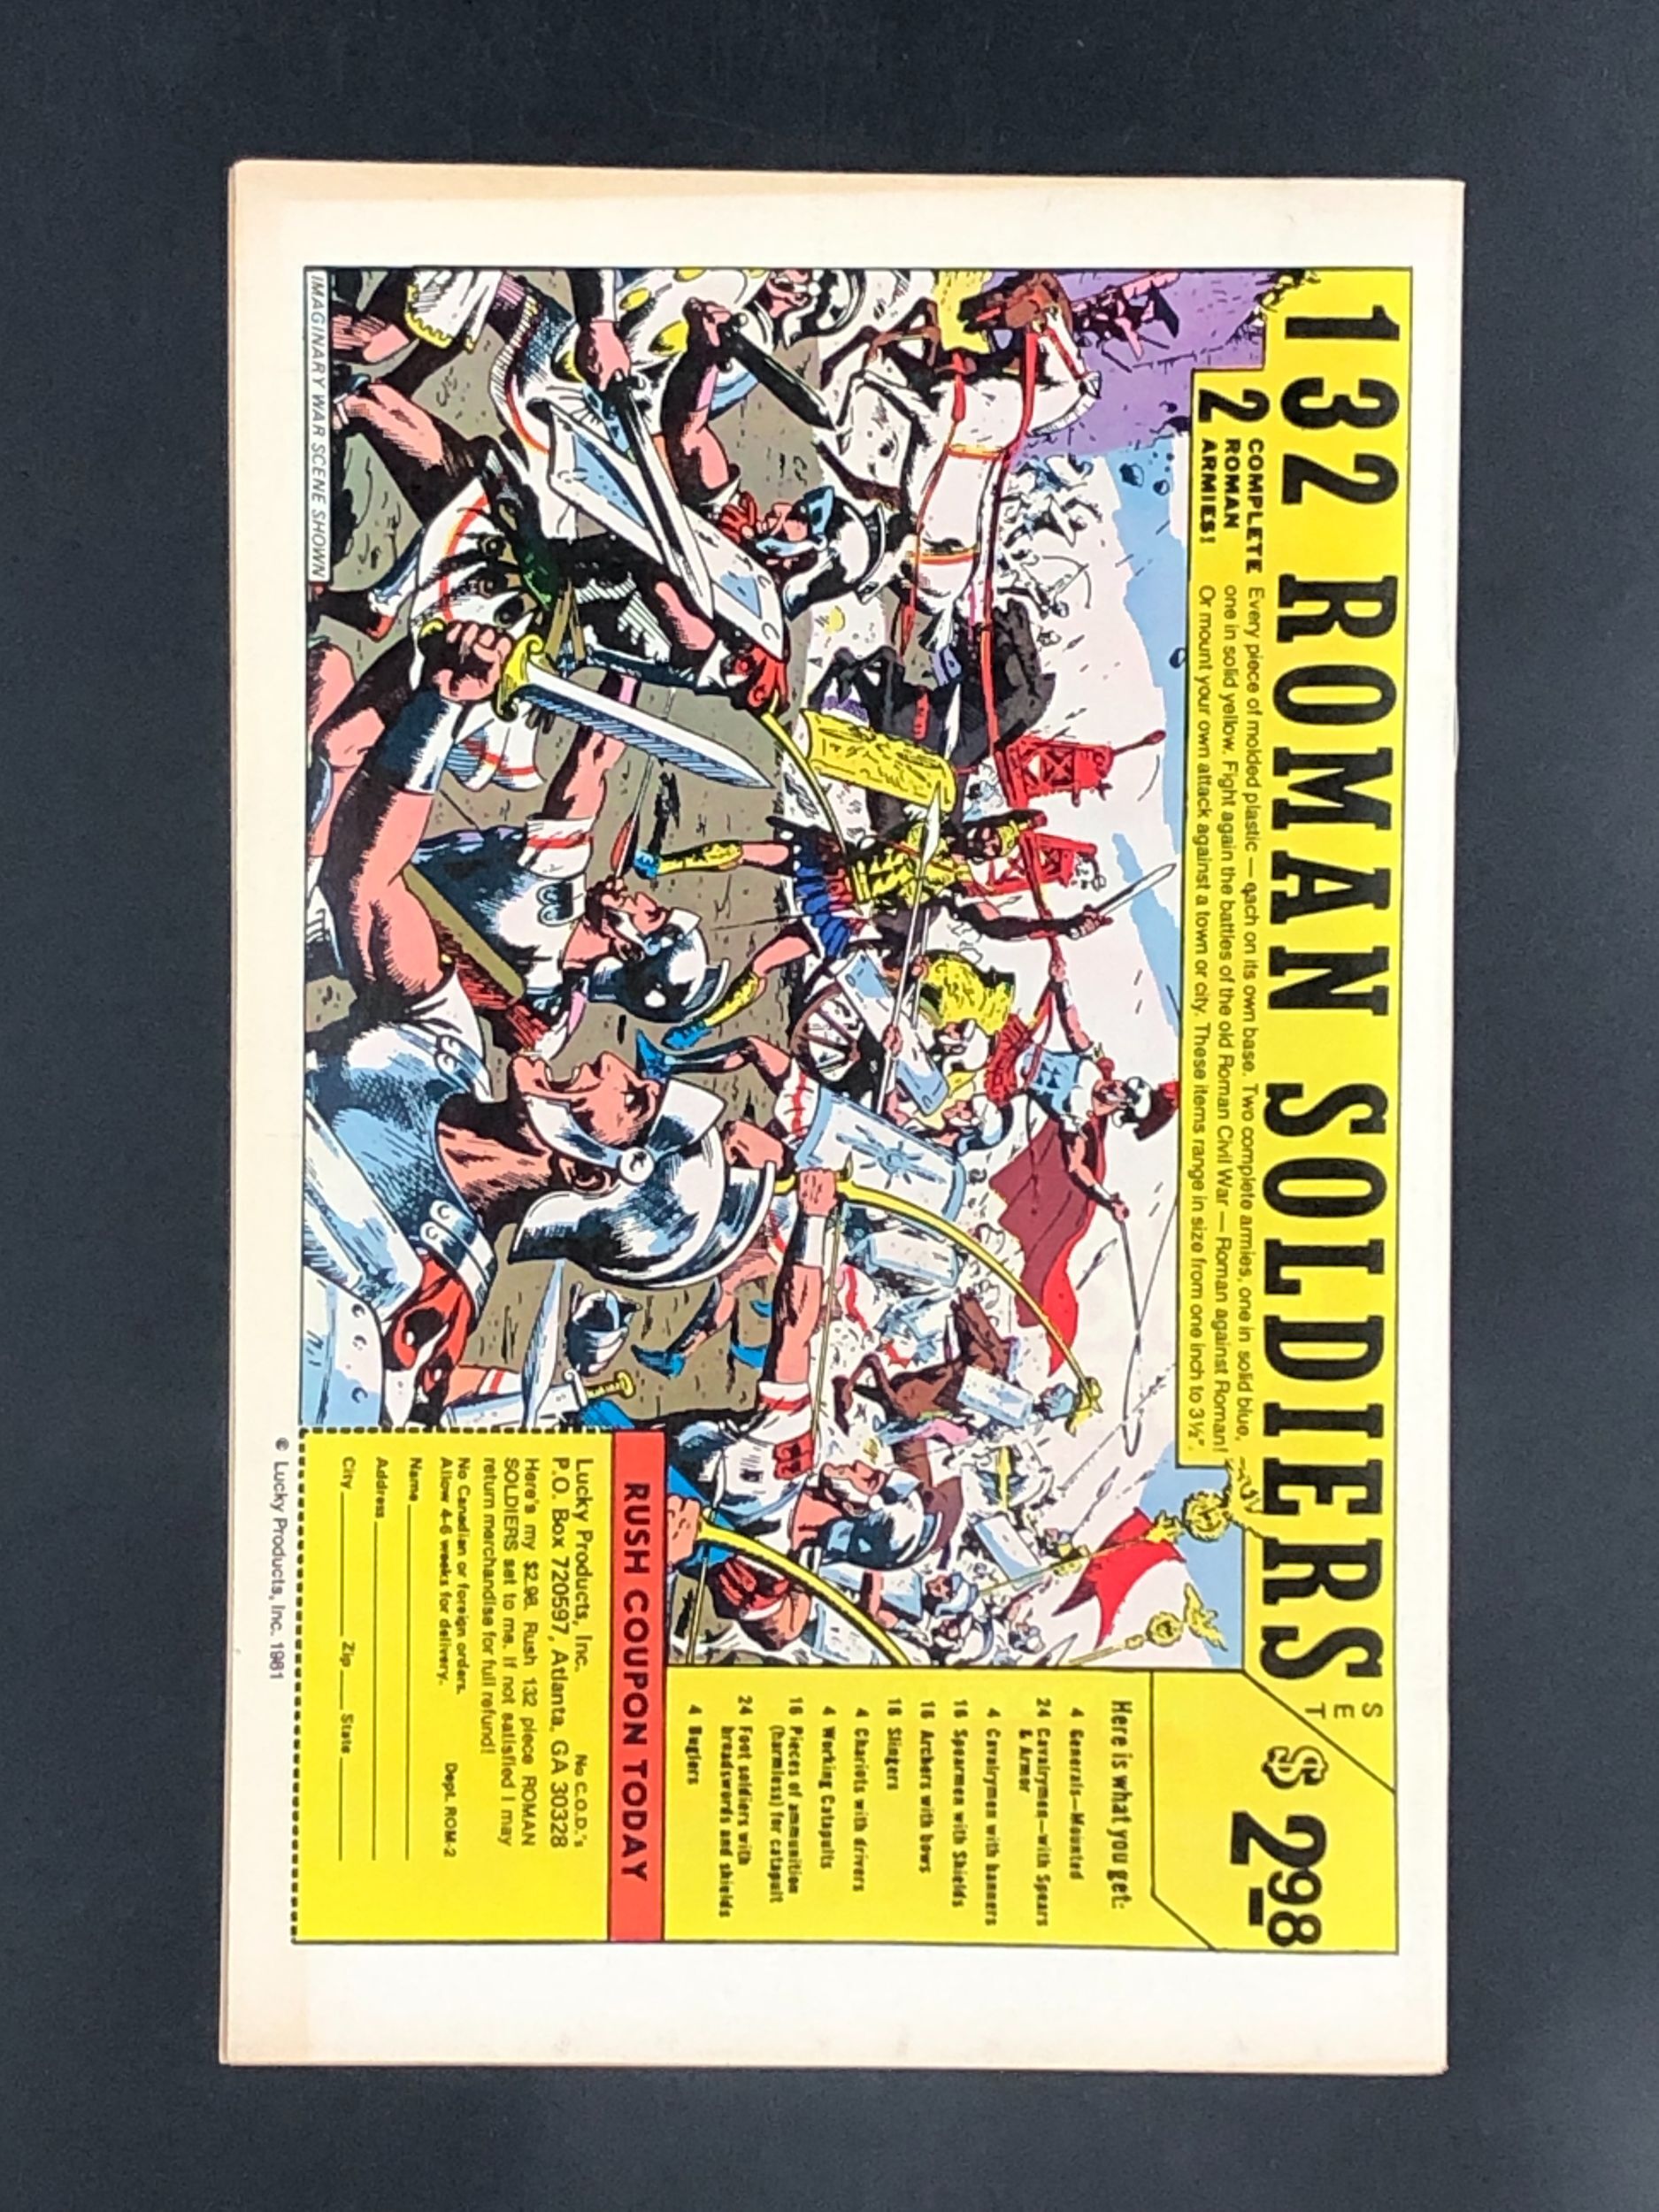 132 ROMAN SOLDIERS
SET
$2.98
2 COMPLETE
ROMAN
ARMIES!
Every piece of molded plastic — each on its own base. Two complete armies, one in solid blue,
one in solid yellow. Fight again the battles of the old Roman Civil War — Roman against Roman!
Or mount your own attack against a town or city. These items range in size from one inch to 3½".
Here is what you get:
4 Generals—Mounted
24 Cavalrymen—with Spears
& Armor
4 Cavalrymen with banners
16 Spearmen with Shields
16 Archers with bows
16 Slingers
4 Chariots with drivers
4 Working Catapults
16 Pieces of ammunition
(harmless) for catapult
24 Foot soldiers with
broadswords and shields
4 Buglers
RUSH COUPON TODAY
Lucky Products, Inc. No C.O.D.'s
P.O. Box 720597, Atlanta, GA 30328
Here's my $2.98. Rush 132 piece ROMAN
SOLDIERS set to me. If not satisfied I may
return merchandise for full refund!
No Canadian or foreign orders.
Allow 4-6 weeks for delivery. Dept. ROM-2
Name
Address
City Zip State
IMAGINARY WAR SCENE SHOWN
© Lucky Products, Inc. 1981